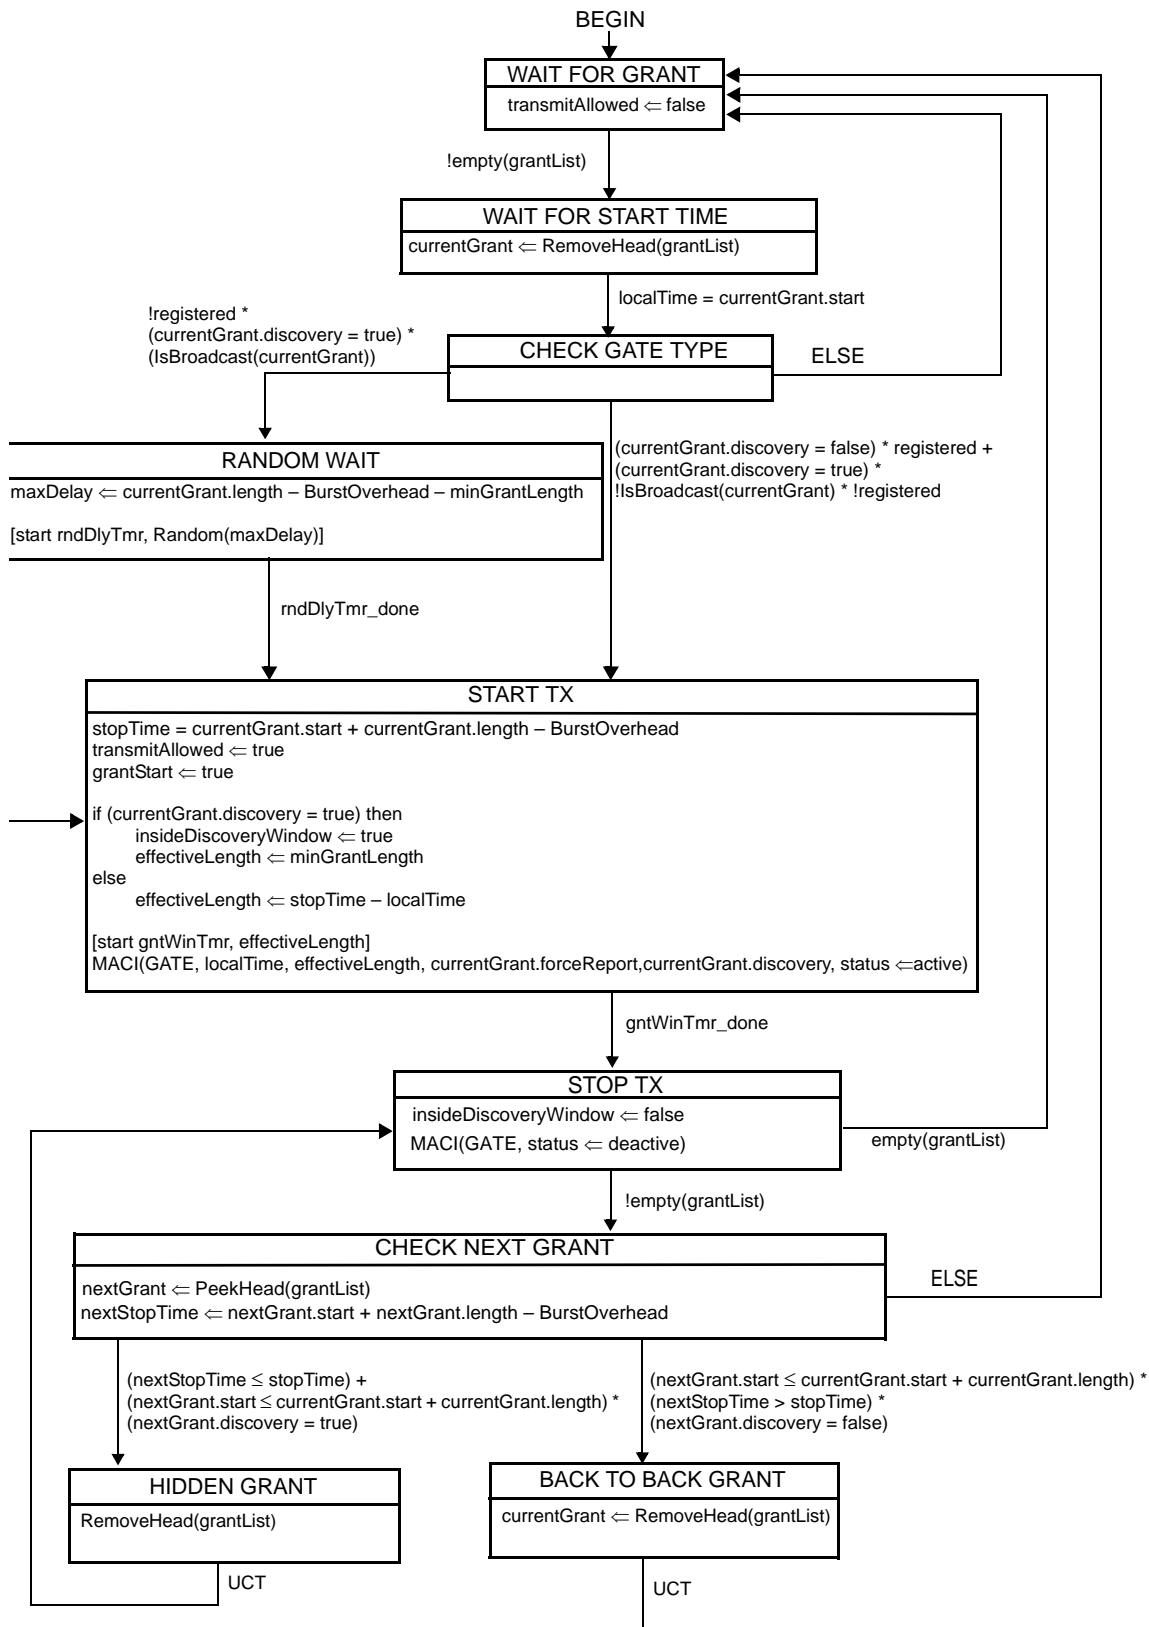 BEGIN
WAIT FOR GRANT
transmitAllowed ⇐ false
!empty(grantList)
WAIT FOR START TIME
currentGrant ⇐ RemoveHead(grantList)
localTime = currentGrant.start
!registered *
(currentGrant.discovery = true) *
(IsBroadcast(currentGrant))
CHECK GATE TYPE
ELSE
(currentGrant.discovery = false) * registered +
(currentGrant.discovery = true) *
!IsBroadcast(currentGrant) * !registered
RANDOM WAIT
maxDelay ⇐ currentGrant.length – BurstOverhead – minGrantLength
[start rndDlyTmr, Random(maxDelay)]
rndDlyTmr_done
START TX
stopTime = currentGrant.start + currentGrant.length – BurstOverhead
transmitAllowed ⇐ true
grantStart ⇐ true
if (currentGrant.discovery = true) then
insideDiscoveryWindow ⇐ true
effectiveLength ⇐ minGrantLength
else
effectiveLength ⇐ stopTime – localTime
[start gntWinTmr, effectiveLength]
MACI(GATE, localTime, effectiveLength, currentGrant.forceReport,currentGrant.discovery, status ⇐active)
gntWinTmr_done
STOP TX
insideDiscoveryWindow ⇐ false
MACI(GATE, status ⇐ deactive)
empty(grantList)
!empty(grantList)
CHECK NEXT GRANT
nextGrant ⇐ PeekHead(grantList)
nextStopTime ⇐ nextGrant.start + nextGrant.length – BurstOverhead
ELSE
(nextStopTime ≤ stopTime) +
(nextGrant.start ≤ currentGrant.start + currentGrant.length) *
(nextGrant.discovery = true)
(nextGrant.start ≤ currentGrant.start + currentGrant.length) *
(nextStopTime > stopTime) *
(nextGrant.discovery = false)
HIDDEN GRANT
RemoveHead(grantList)
UCT
BACK TO BACK GRANT
currentGrant ⇐ RemoveHead(grantList)
UCT